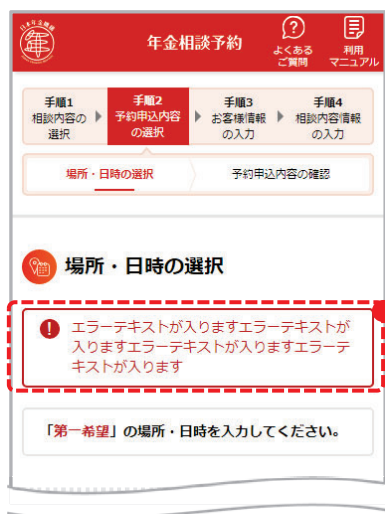 日本年金機構
年
年金相談予約
よくある
ご質問
利用
マニュアル
手順1
相談内容の
選択
手順2
予約申込内容
の選択
手順3
お客様情報
の入力
手順4
相談内容情報
の入力
場所・日時の選択
予約申込内容の確認
場所・日時の選択
エラーテキストが入りますエラーテキストが
入りますエラーテキストが入りますエラーテ
キストが入ります
「第一希望」の場所・日時を入力してください。